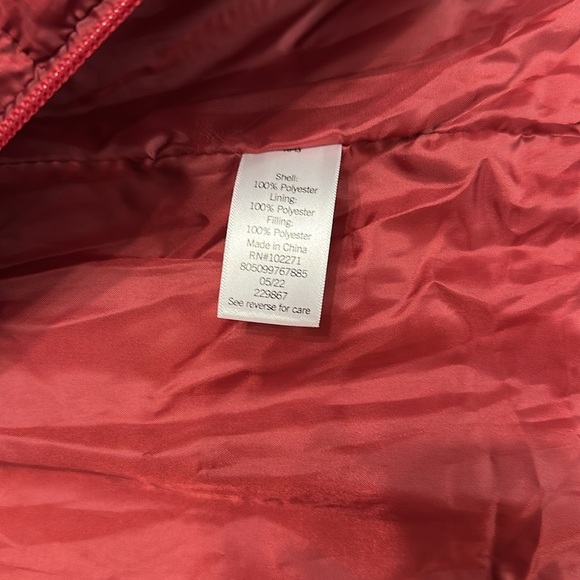 Shell:
100% Polyester
Lining:
100% Polyester
Filling:
100% Polyester
Made in China
RN#102271
805099767885
05/22
229867
See reverse for care